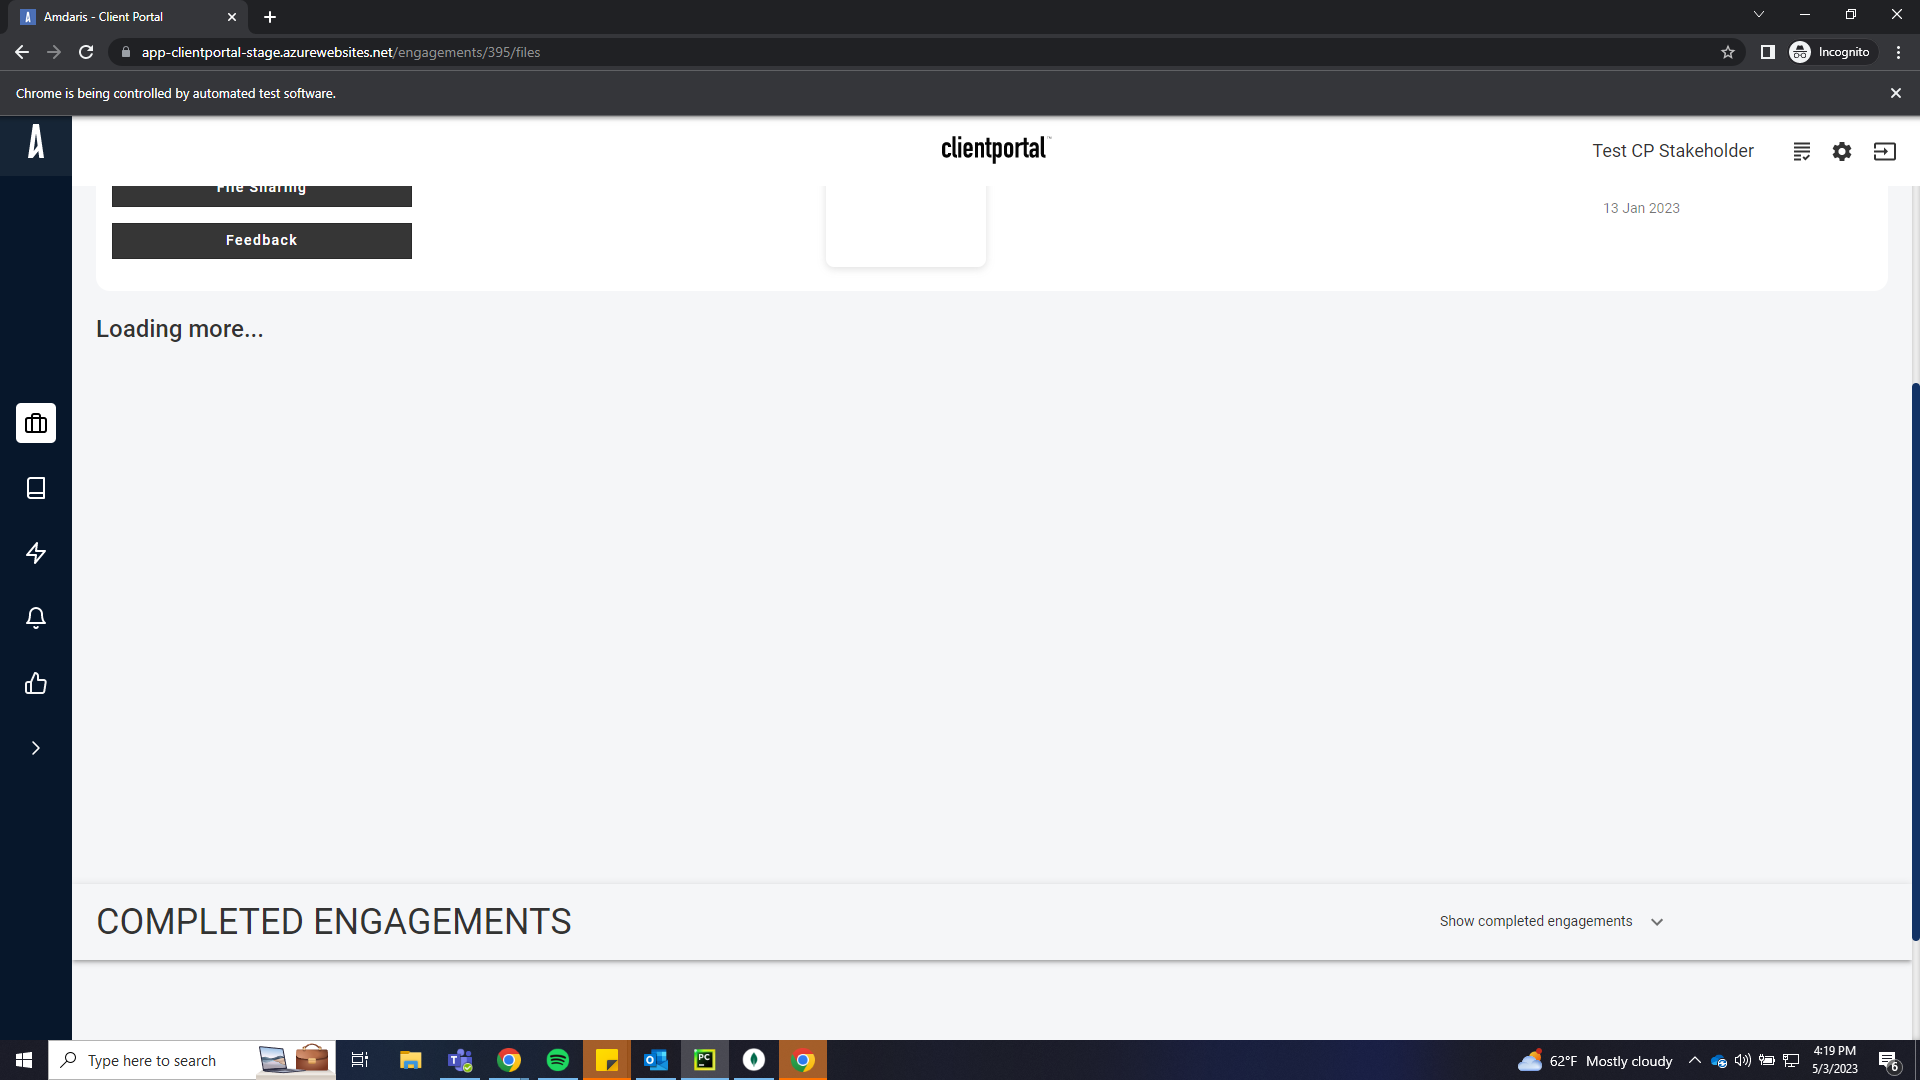 Amdaris - Client Portal
app-clientportal-stage.azurewebsites.net/engagements/395/files
Incognito
Chrome is being controlled by automated test software.
clientportal™
Test CP Stakeholder
File Sharing
13 Jan 2023
Feedback
Loading more...
COMPLETED ENGAGEMENTS
Show completed engagements
Type here to search
PC
62°F Mostly cloudy
4:19 PM
5/3/2023
6